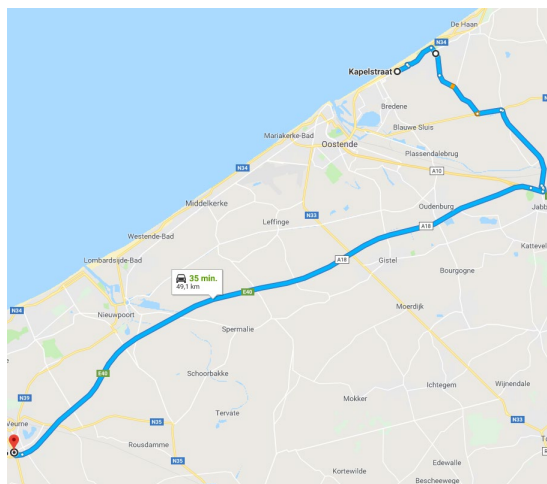 De Haan
N34
Kapelstraat
Bredene
Blauwe Sluis
Mariakerke-Bad
Oostende
Plassendalebrug
N34
A10
Middelkerke
Oudenburg
Jabb
N33
Leffinge
A18
Westende-Bad
Kattevel
A18
Gistel
Lombardsijde-Bad
Bourgogne
35 min.
49,1 km
E40
N34
Nieuwpoort
Moerdijk
Spermalie
E40
Schoorbakke
Ichtegem
Wijnendale
N35
Mokker
Tervate
Veurne
N35
N33
Rousdamme
N35
Edewalle
Kortewilde
Bescheewege